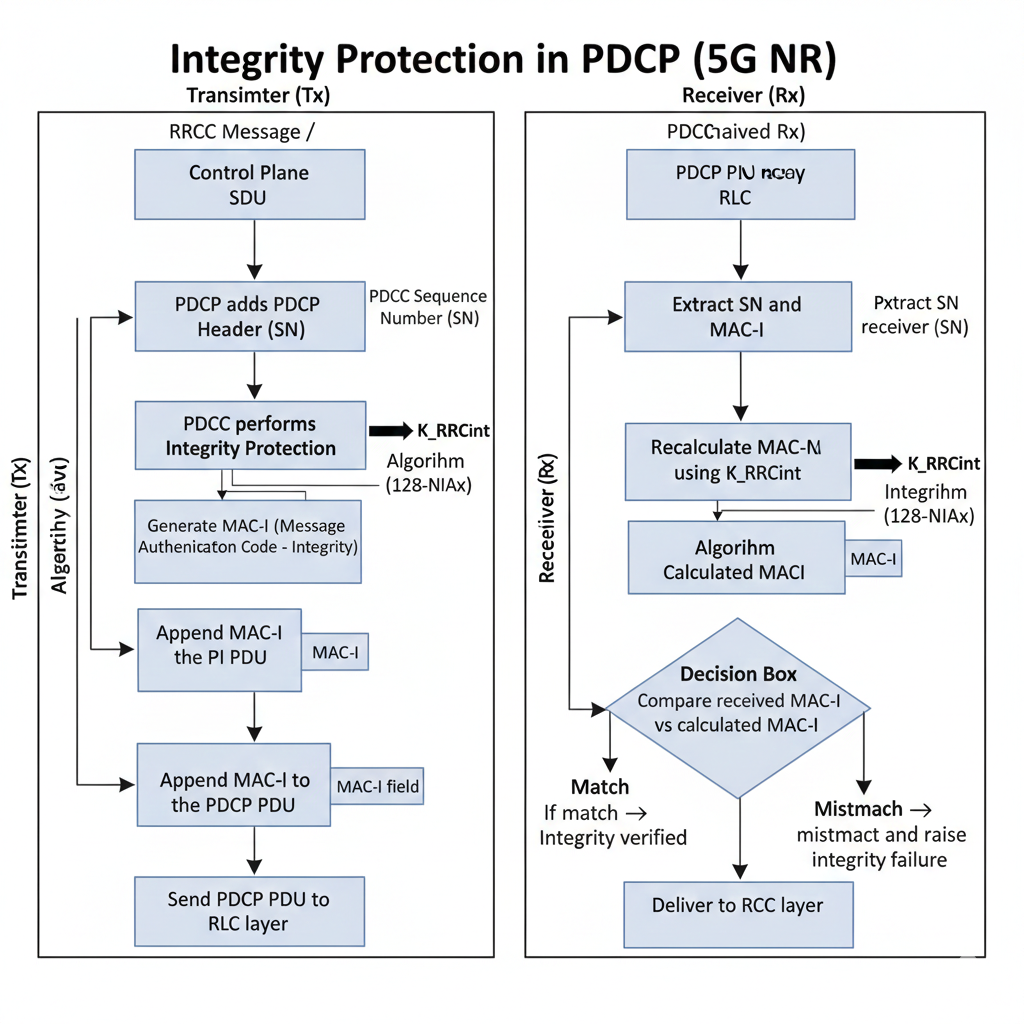 Integrity Protection in PDCP (5G NR)
Transimter (Tx)
RRCC Message /
Control Plane
SDU
PDCP adds PDCP
Header (SN)
PDCC Sequence
Number (SN)
PDCC performs
Integrity Protection
K_RRCint
Algorihm
(128-NIAx)
Generate MAC-I (Message
Authenicaton Code - Integrity)
Append MAC-I
the PI PDU
MAC-I
Append MAC-I to
the PDCP PDU
MAC-I field
Send PDCP PDU to
RLC layer
Transtimter (Tx)
Receiver (Rx)
Rx)
PDCP
RLC
Extract SN and
MAC-I
Pxtract SN
receiver (SN)
Recalculate
using K_RRCint
K_RRCint
Integrihm
(128-NIAx)
Algorihm
Calculated MACI
MAC-I
Decision Box
Compare received MAC-I
vs calculated MAC-I
Match
If match →
Integrity verified
Mistmach →
mistmact and raise
integrity failure
Deliver to RCC layer
(Rx)